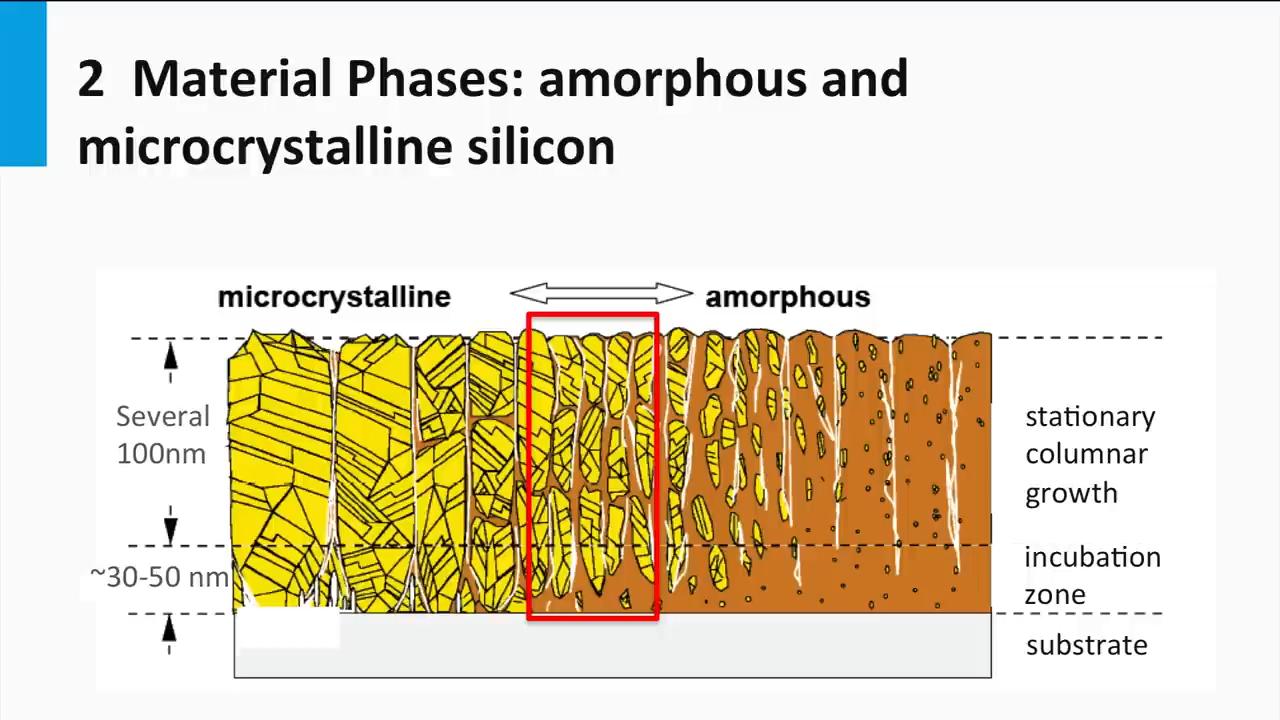 2 Material Phases: amorphous and
microcrystalline silicon
microcrystalline
amorphous
Several
100nm
~30-50 nm
stationary
columnar
growth
incubation
zone
substrate